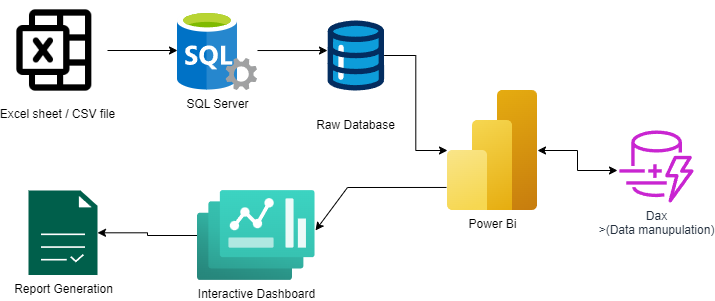 X
SQL
Excel sheet / CSV file
SQL Server
Raw Database
Power Bi
Dax
>(Data manupulation)
Report Generation
Interactive Dashboard